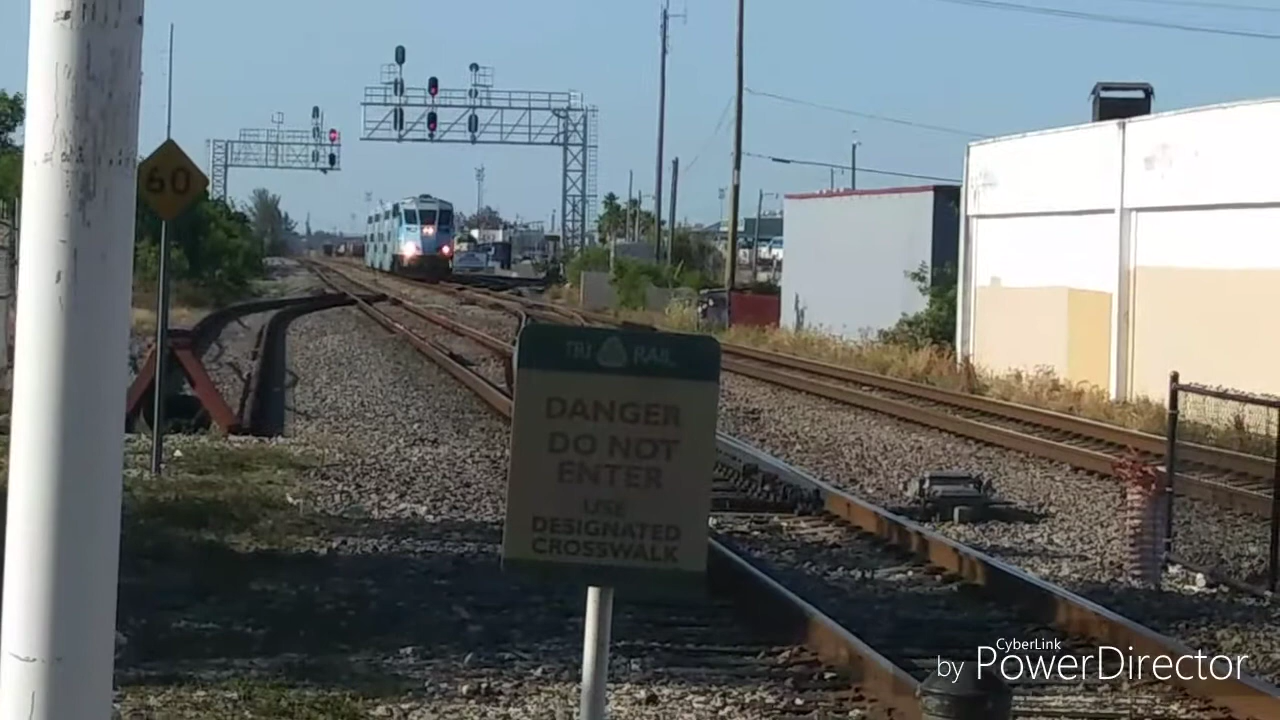 60
TRI RAIL
DANGER
DO NOT
ENTER
USE
DESIGNATED
CROSSWALK
CyberLink
by PowerDirector